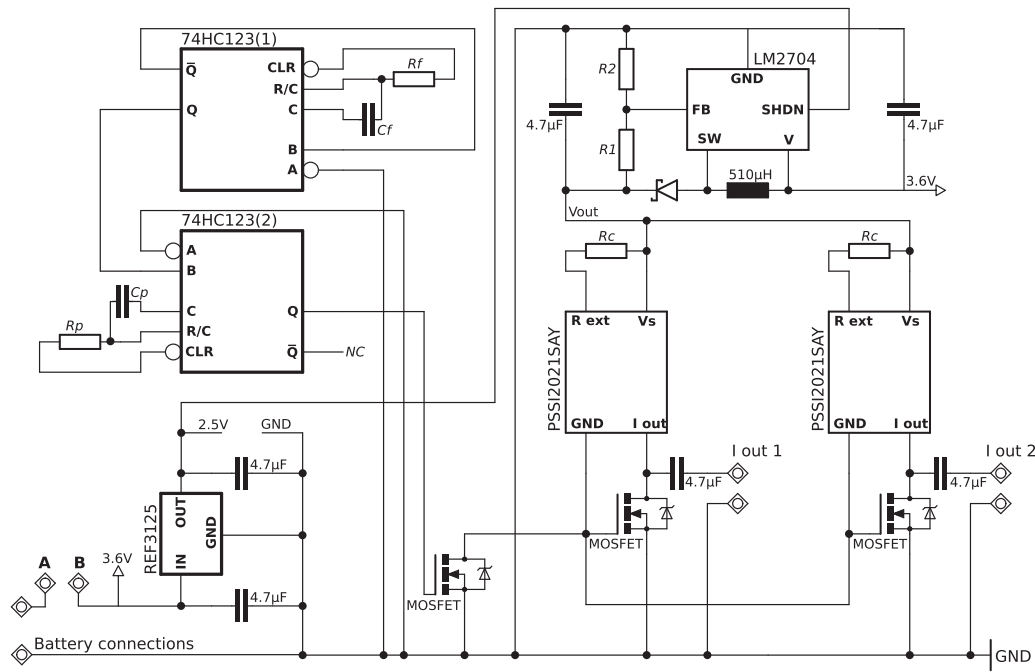 74HC123(1)
Q̅
CLR
Rf
R/C
Q
C
Cf
B
A
LM2704
GND
R2
FB
SHDN
4.7µF
4.7µF
R1
SW
V
510µH
3.6V
Vout
74HC123(2)
A
B
Cp
C
Q
Rp
R/C
CLR
Q̅
NC
Rc
Rc
R ext
Vs
R ext
Vs
PSSI2021SAY
PSSI2021SAY
GND
I out
GND
I out
2.5V
GND
4.7µF
I out 1
I out 2
4.7µF
4.7µF
REF3125
OUT
GND
IN
MOSFET
MOSFET
A
B
3.6V
4.7µF
MOSFET
Battery connections
GND